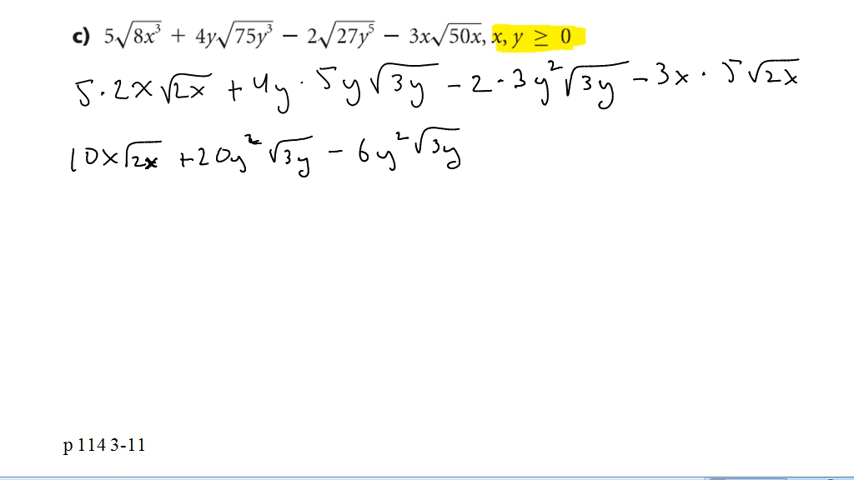 c) 5√8x³ + 4y√75y³ − 2√27y⁵ − 3x√50x, x, y ≥ 0
5·2x√2x + 4y·5y√3y − 2·3y²√3y − 3x·5√2x
10x√2x + 20y²√3y − 6y²√3y
p 114 3-11